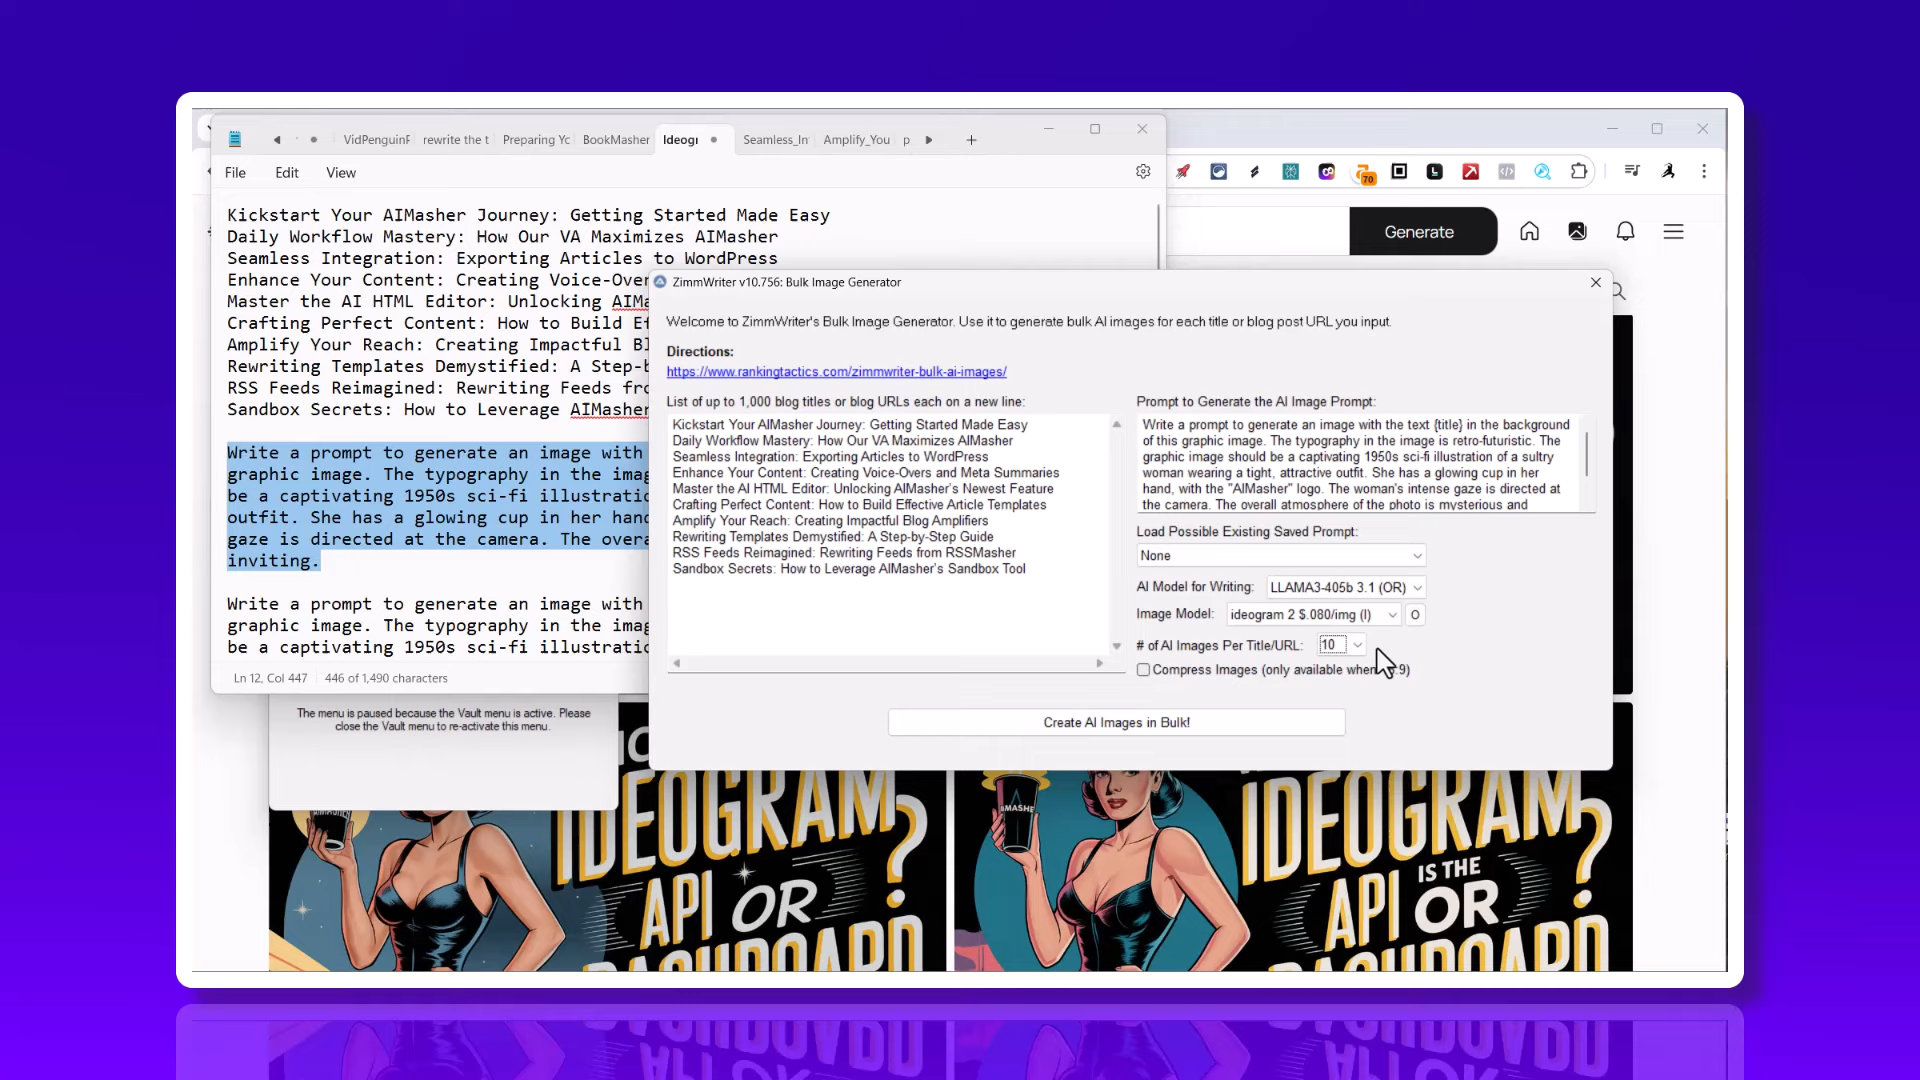 VidPenguinF
rewrite the t
Preparing Yc
BookMasher
Ideogr
Seamless_In
Amplify_You
p
File
Edit
View
Kickstart Your AIMasher Journey: Getting Started Made Easy
Daily Workflow Mastery: How Our VA Maximizes AIMasher
Seamless Integration: Exporting Articles to WordPress
Enhance Your Content: Creating Voice-Over
Master the AI HTML Editor: Unlocking AIMa
Crafting Perfect Content: How to Build Ef
Amplify Your Reach: Creating Impactful Bl
Rewriting Templates Demystified: A Step-b
RSS Feeds Reimagined: Rewriting Feeds fro
Sandbox Secrets: How to Leverage AIMasher
Write a prompt to generate an image with
graphic image. The typography in the imag
be a captivating 1950s sci-fi illustratio
outfit. She has a glowing cup in her hand
gaze is directed at the camera. The overa
inviting.
Write a prompt to generate an image with
graphic image. The typography in the imag
be a captivating 1950s sci-fi illustratio
Ln 12, Col 447
446 of 1,490 characters
70
Generate
ZimmWriter v10.756: Bulk Image Generator
Welcome to ZimmWriter's Bulk Image Generator. Use it to generate bulk AI images for each title or blog post URL you input.
Directions:
https://www.rankingtactics.com/zimmwriter-bulk-ai-images/
List of up to 1,000 blog titles or blog URLs each on a new line:
Kickstart Your AIMasher Journey: Getting Started Made Easy
Daily Workflow Mastery: How Our VA Maximizes AIMasher
Seamless Integration: Exporting Articles to WordPress
Enhance Your Content: Creating Voice-Overs and Meta Summaries
Master the AI HTML Editor: Unlocking AIMasher's Newest Feature
Crafting Perfect Content: How to Build Effective Article Templates
Amplify Your Reach: Creating Impactful Blog Amplifiers
Rewriting Templates Demystified: A Step-by-Step Guide
RSS Feeds Reimagined: Rewriting Feeds from RSSMasher
Sandbox Secrets: How to Leverage AIMasher's Sandbox Tool
Prompt to Generate the AI Image Prompt:
Write a prompt to generate an image with the text {title} in the background
of this graphic image. The typography in the image is retro-futuristic. The
graphic image should be a captivating 1950s sci-fi illustration of a sultry
woman wearing a tight, attractive outfit. She has a glowing cup in her
hand, with the "AIMasher" logo. The woman's intense gaze is directed at
the camera. The overall atmosphere of the photo is mysterious and
Load Possible Existing Saved Prompt:
None
AI Model for Writing:
LLAMA3-405b 3.1 (OR)
Image Model:
ideogram 2 $.080/img (I)
O
# of AI Images Per Title/URL:
10
Compress Images (only available when
.9)
Create AI Images in Bulk!
The menu is paused because the Vault menu is active. Please
close the Vault menu to re-activate this menu.
IDEOGRAM
API OR
DASHBOARD
?
AIMASHE
IDEOGRAM
IS THE
API OR
DASHBOARD
?